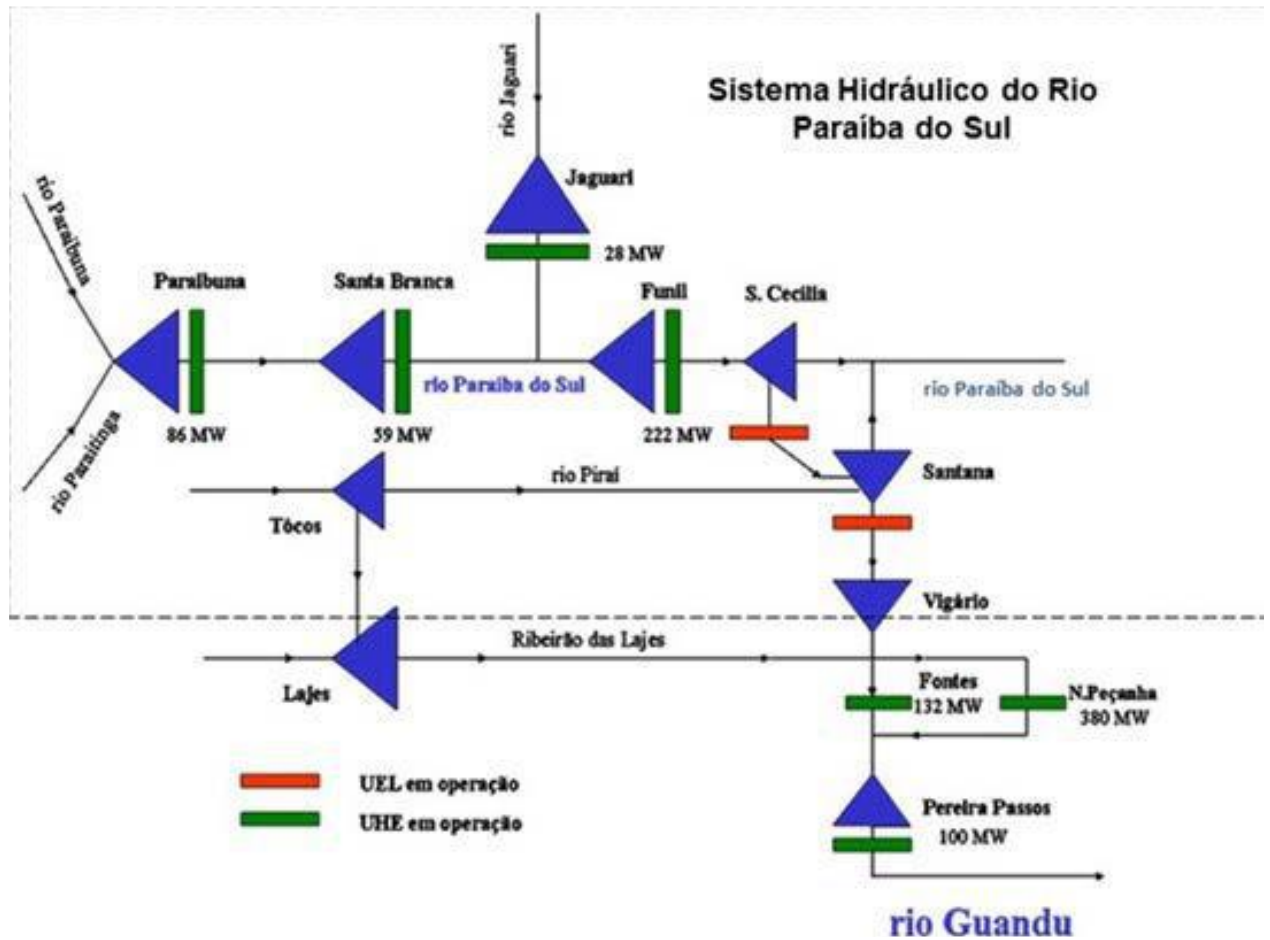 Sistema Hidráulico do Rio
Paraíba do Sul
rio Jaguari
Jaguari
28 MW
rio Paraibuna
rio Paraitinga
Paraibuna
86 MW
Santa Branca
59 MW
rio Paraíba do Sul
Funil
222 MW
S. Cecília
rio Paraíba do Sul
Santana
rio Piraí
Tócos
Vigário
Ribeirão das Lajes
Lajes
Fontes
132 MW
N.Peçanha
380 MW
UEL em operação
UHE em operação
Pereira Passos
100 MW
rio Guandu